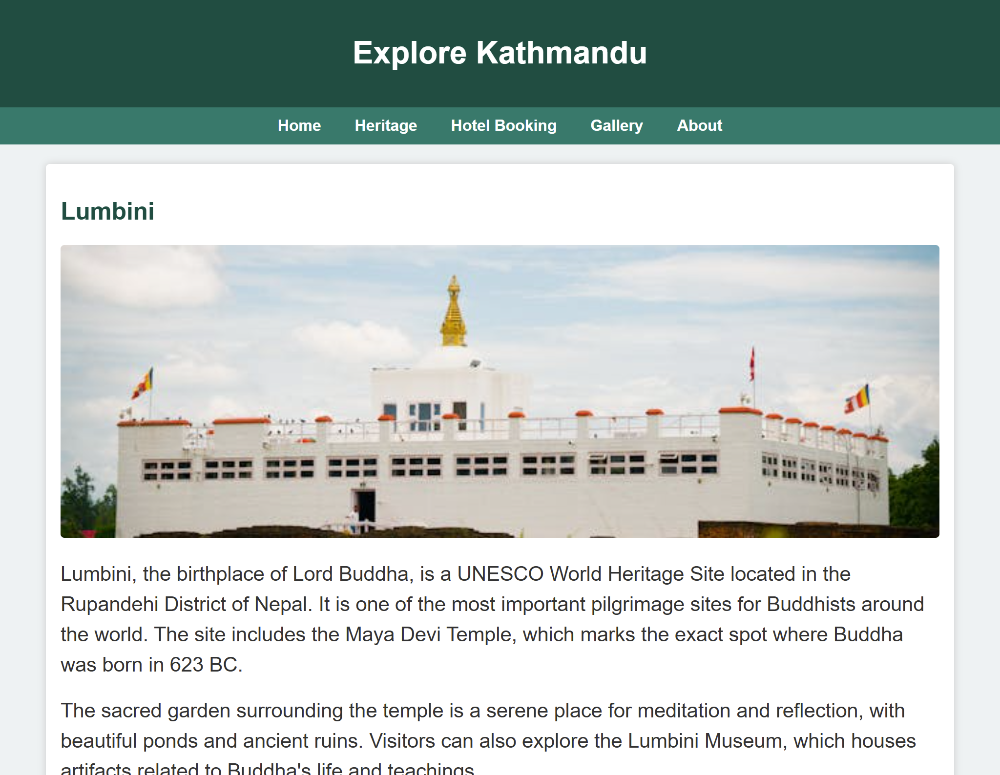 Explore Kathmandu
Home Heritage Hotel Booking Gallery About
Lumbini
Lumbini, the birthplace of Lord Buddha, is a UNESCO World Heritage Site located in the
Rupandehi District of Nepal. It is one of the most important pilgrimage sites for Buddhists around
the world. The site includes the Maya Devi Temple, which marks the exact spot where Buddha
was born in 623 BC.
The sacred garden surrounding the temple is a serene place for meditation and reflection, with
beautiful ponds and ancient ruins. Visitors can also explore the Lumbini Museum, which houses
artifacts related to Buddha's life and teachings.